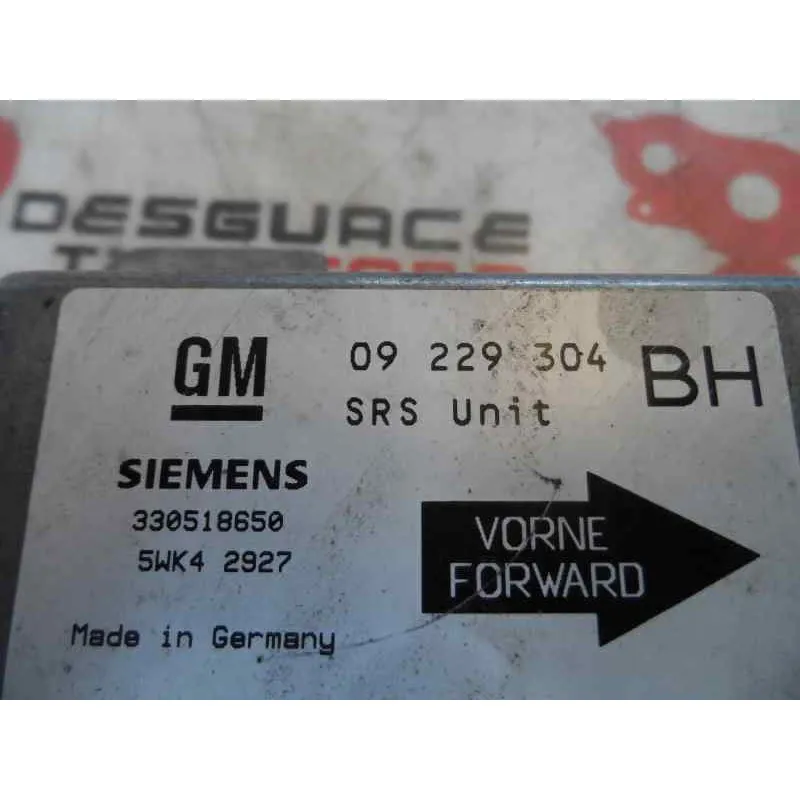 DESGUACE
GM
09 229 304
BH
SRS Unit
SIEMENS
330518650
5WK4 2927
VORNE
FORWARD
Made in Germany